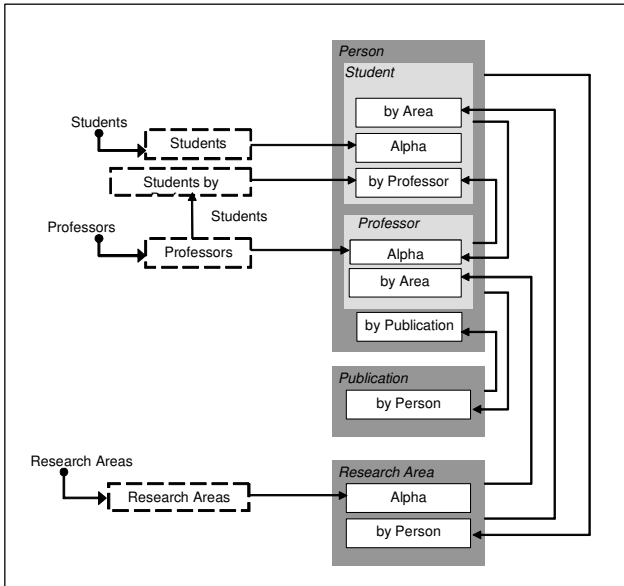 Person
Student
by Area
Students
Students
Alpha
Students by
by Professor
Students
Professor
Professors
Professors
Alpha
by Area
by Publication
Publication
by Person
Research Areas
Research Area
Research Areas
Alpha
by Person